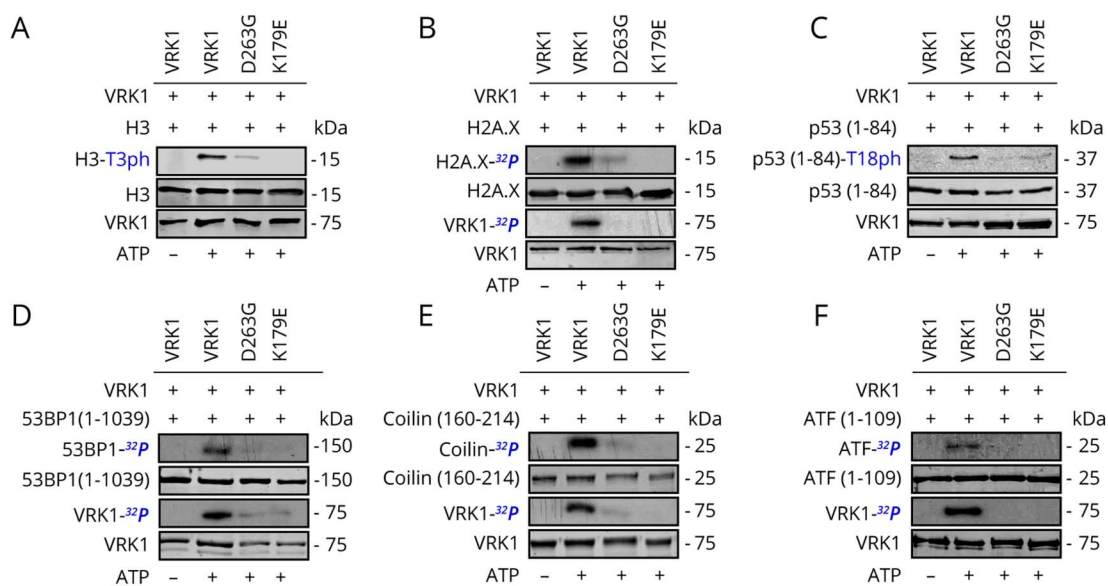 A
VRK1 VRK1 D263G K179E
VRK1 + + + +
H3 + + + + kDa
H3-T3ph - 15
H3 - 15
VRK1 - 75
ATP – + + +
B
VRK1 VRK1 D263G K179E
VRK1 + + + +
H2A.X + + + + kDa
H2A.X-³²P - 15
H2A.X - 15
VRK1-³²P - 75
VRK1 - 75
ATP – + + +
C
VRK1 VRK1 D263G K179E
VRK1 + + + +
p53 (1-84) + + + + kDa
p53 (1-84)-T18ph - 37
p53 (1-84) - 37
VRK1 - 75
ATP – + + +
D
VRK1 VRK1 D263G K179E
VRK1 + + + +
53BP1(1-1039) + + + + kDa
53BP1-³²P -150
53BP1(1-1039) -150
VRK1-³²P - 75
VRK1 - 75
ATP – + + +
E
VRK1 VRK1 D263G K179E
VRK1 + + + +
Coilin (160-214) + + + + kDa
Coilin-³²P - 25
Coilin (160-214) - 25
VRK1-³²P - 75
VRK1 - 75
ATP – + + +
F
VRK1 VRK1 D263G K179E
VRK1 + + + +
ATF (1-109) + + + + kDa
ATF-³²P - 25
ATF (1-109) - 25
VRK1-³²P - 75
VRK1 - 75
ATP – + + +